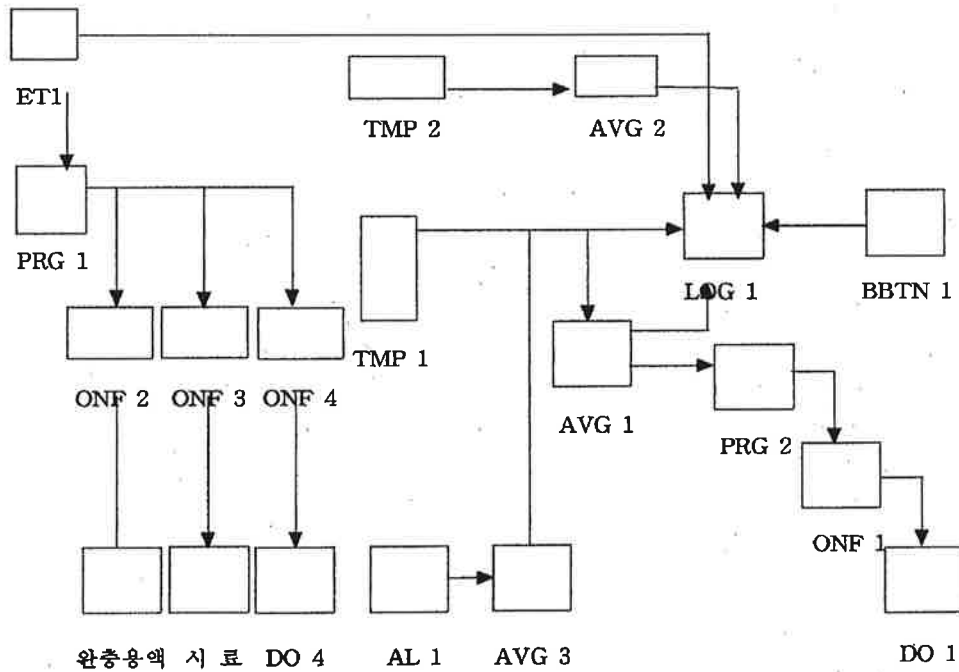 ET1
TMP 2
AVG 2
PRG 1
LOG 1
BBTN 1
TMP 1
ONF 2
ONF 3
ONF 4
AVG 1
PRG 2
ONF 1
완충용액
시 료
DO 4
AL 1
AVG 3
DO 1